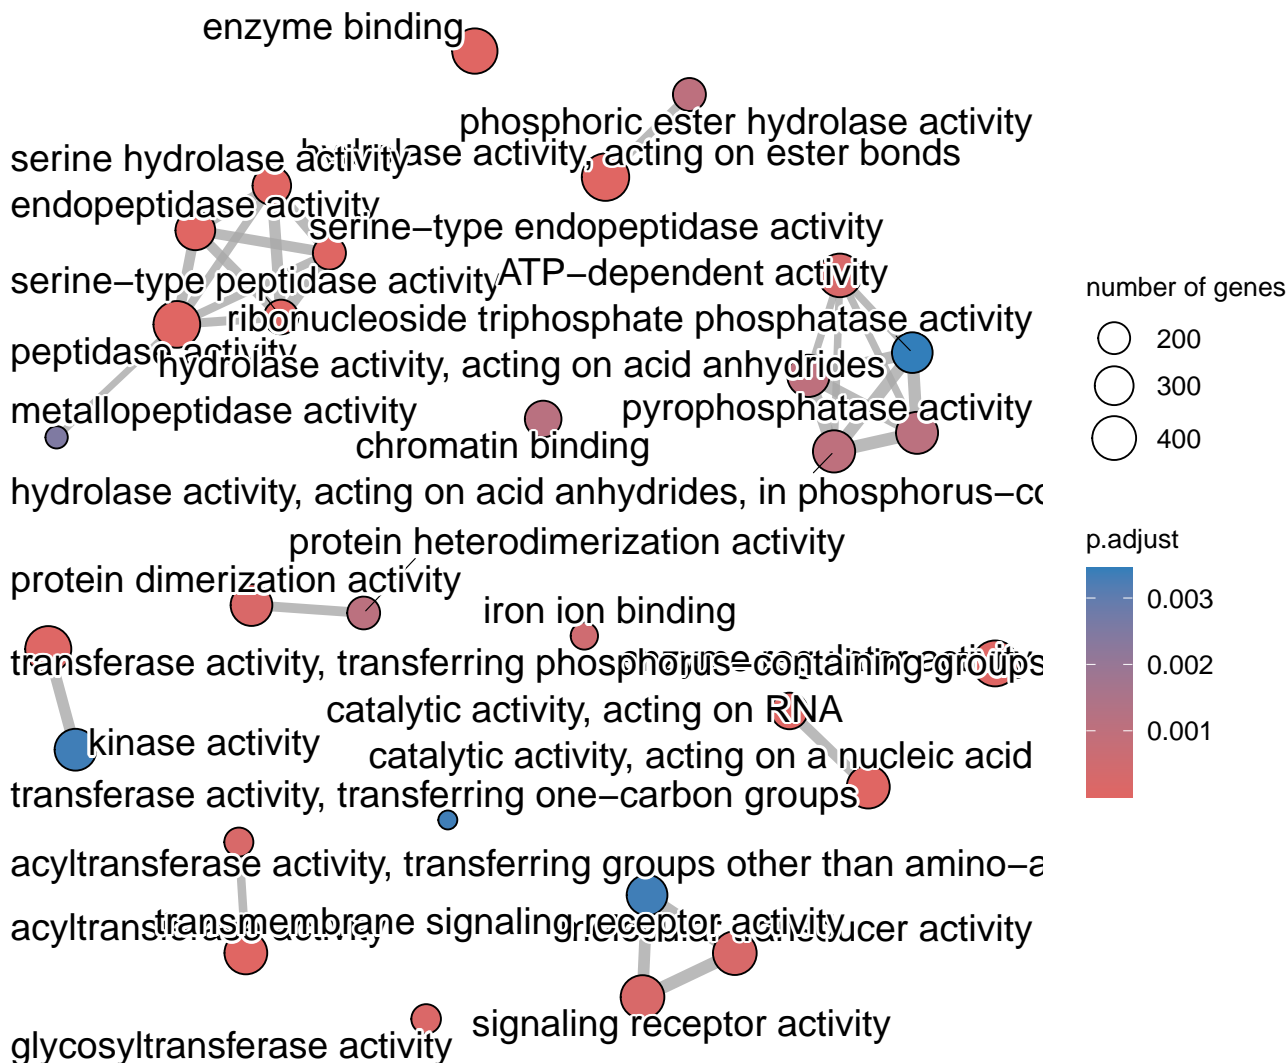 enzyme binding
phosphoric ester hydrolase activity
hydrolase activity, acting on ester bonds
serine hydrolase activity
endopeptidase activity
serine−type endopeptidase activity
ATP−dependent activity
serine−type peptidase activity
ribonucleoside triphosphate phosphatase activity
peptidase activity
hydrolase activity, acting on acid anhydrides
metallopeptidase activity
pyrophosphatase activity
chromatin binding
hydrolase activity, acting on acid anhydrides, in phosphorus−co
protein heterodimerization activity
protein dimerization activity
iron ion binding
enzyme regulator activity
transferase activity, transferring phosphorus−containing groups
catalytic activity, acting on RNA
kinase activity
catalytic activity, acting on a nucleic acid
transferase activity, transferring one−carbon groups
acyltransferase activity, transferring groups other than amino−a
acyltransferase activity
transmembrane signaling receptor activity
molecular transducer activity
signaling receptor activity
glycosyltransferase activity
number of genes
200
300
400
p.adjust
0.003
0.002
0.001